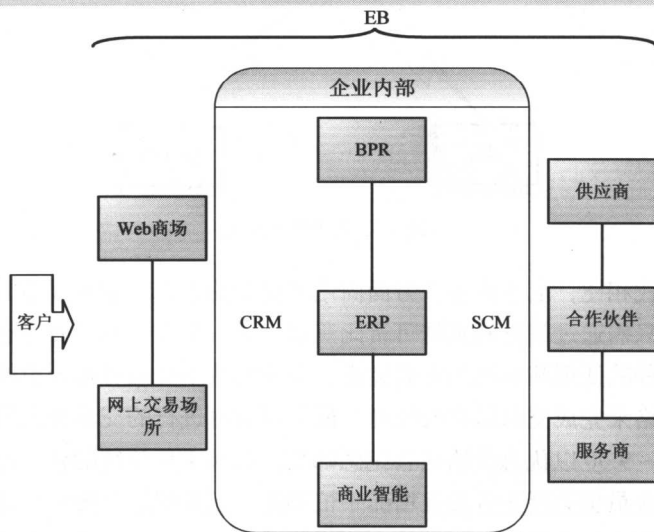 EB
企业内部
BPR
供应商
Web商场
客户
CRM
ERP
SCM
合作伙伴
网上交易场
所
服务商
商业智能